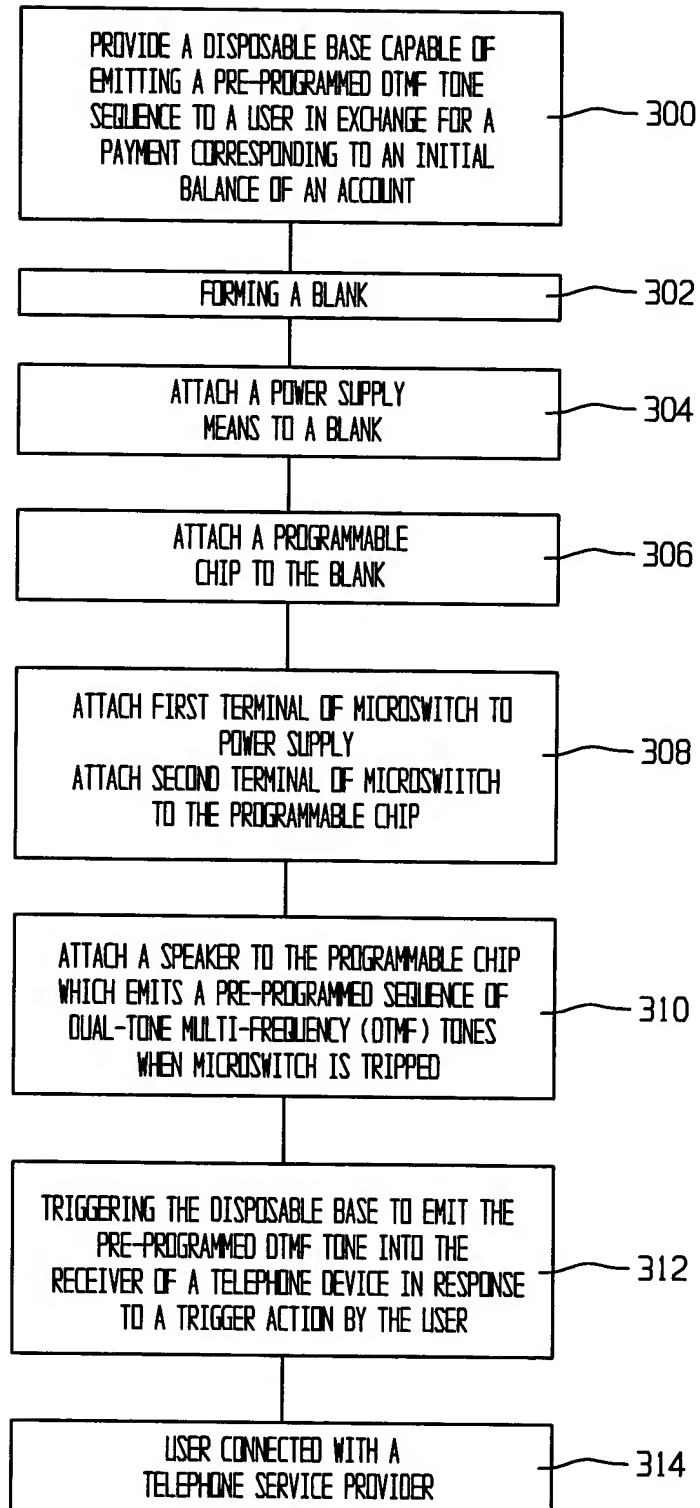 PROVIDE A DISPOSABLE BASE CAPABLE OF
EMITTING A PRE-PROGRAMMED DTMF TONE
SEQUENCE TO A USER IN EXCHANGE FOR A
PAYMENT CORRESPONDING TO AN INITIAL
BALANCE OF AN ACCOUNT
300
FORMING A BLANK
302
ATTACH A POWER SUPPLY
MEANS TO A BLANK
304
ATTACH A PROGRAMMABLE
CHIP TO THE BLANK
306
ATTACH FIRST TERMINAL OF MICROSWITCH TO
POWER SUPPLY
ATTACH SECOND TERMINAL OF MICROSWIITCH
TO THE PROGRAMMABLE CHIP
308
ATTACH A SPEAKER TO THE PROGRAMMABLE CHIP
WHICH EMITS A PRE-PROGRAMMED SEQUENCE OF
DUAL-TONE MULTI-FREQUENCY (DTMF) TONES
WHEN MICROSWITCH IS TRIPPED
310
TRIGGERING THE DISPOSABLE BASE TO EMIT THE
PRE-PROGRAMMED DTMF TONE INTO THE
RECEIVER OF A TELEPHONE DEVICE IN RESPONSE
TO A TRIGGER ACTION BY THE USER
312
USER CONNECTED WITH A
TELEPHONE SERVICE PROVIDER
314